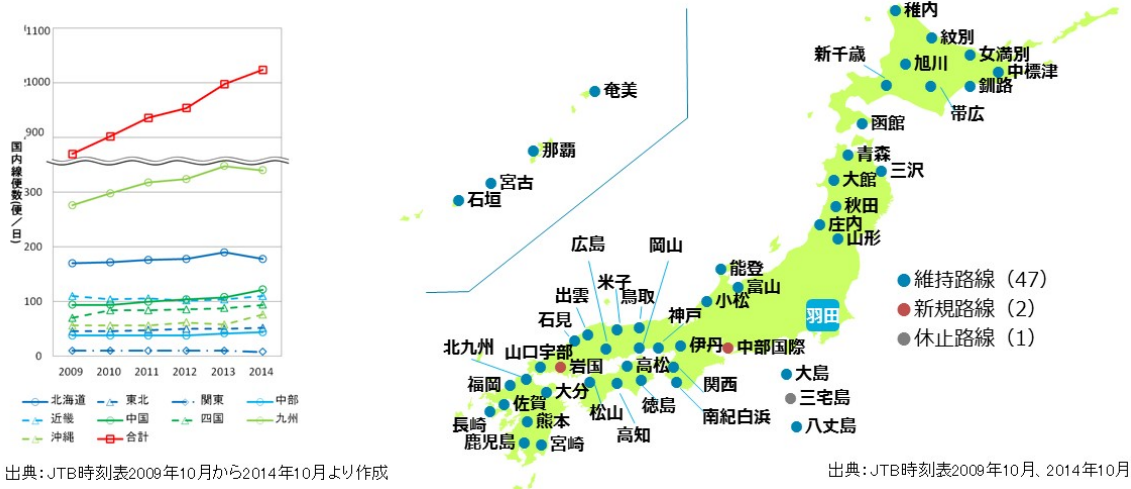 国内線便数(便/日)
1100
1000
900
300
200
100
0
2009 2010 2011 2012 2013 2014
北海道 東北 関東 中部
近畿 中国 四国 九州
沖縄 合計
出典：JTB時刻表2009年10月から2014年10月より作成
稚内
紋別
女満別
新千歳
旭川
中標津
釧路
帯広
函館
奄美
那覇
宮古
石垣
青森
三沢
大館
秋田
庄内
山形
広島
岡山
能登
富山
米子
出雲
鳥取
小松
石見
神戸
羽田
北九州
山口宇部
伊丹
中部国際
岩国
高松
福岡
大分
関西
大島
佐賀
松山
徳島
南紀白浜
三宅島
長崎
熊本
高知
八丈島
鹿児島
宮崎
維持路線（47）
新規路線（2）
休止路線（1）
出典：JTB時刻表2009年10月、2014年10月